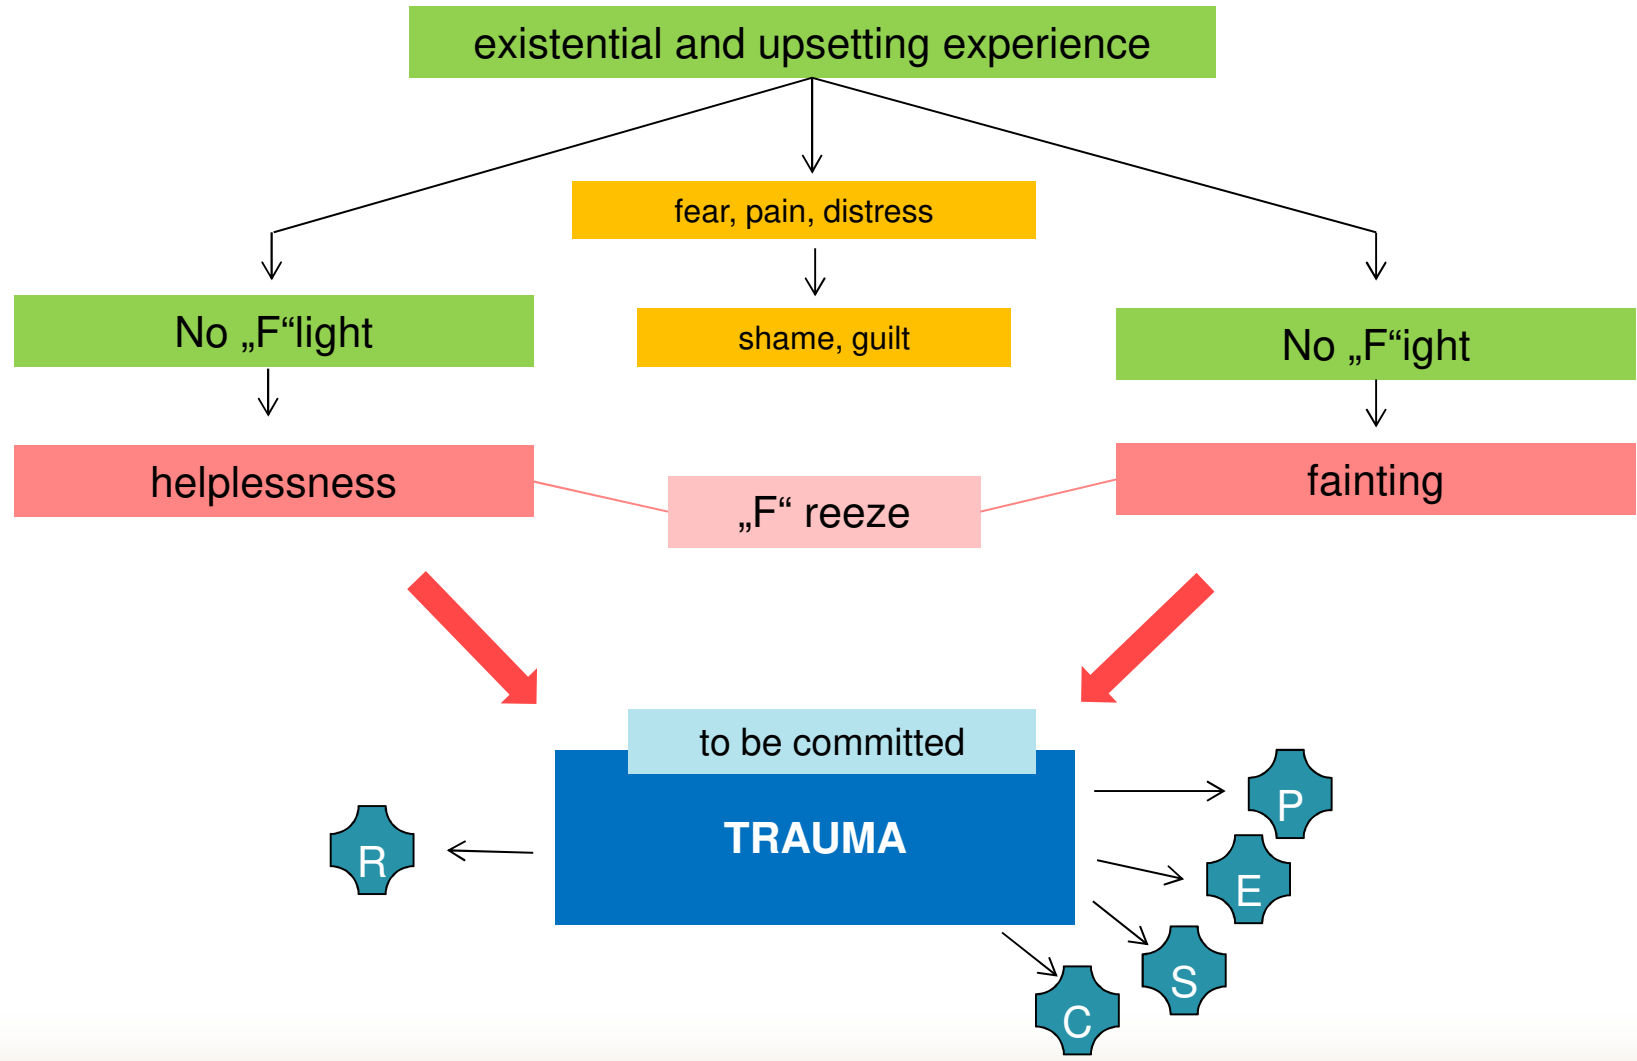 existential and upsetting experience
fear, pain, distress
No „F“light
shame, guilt
No „F“ight
helplessness
„F“ reeze
fainting
to be committed
TRAUMA
P
R
E
S
C